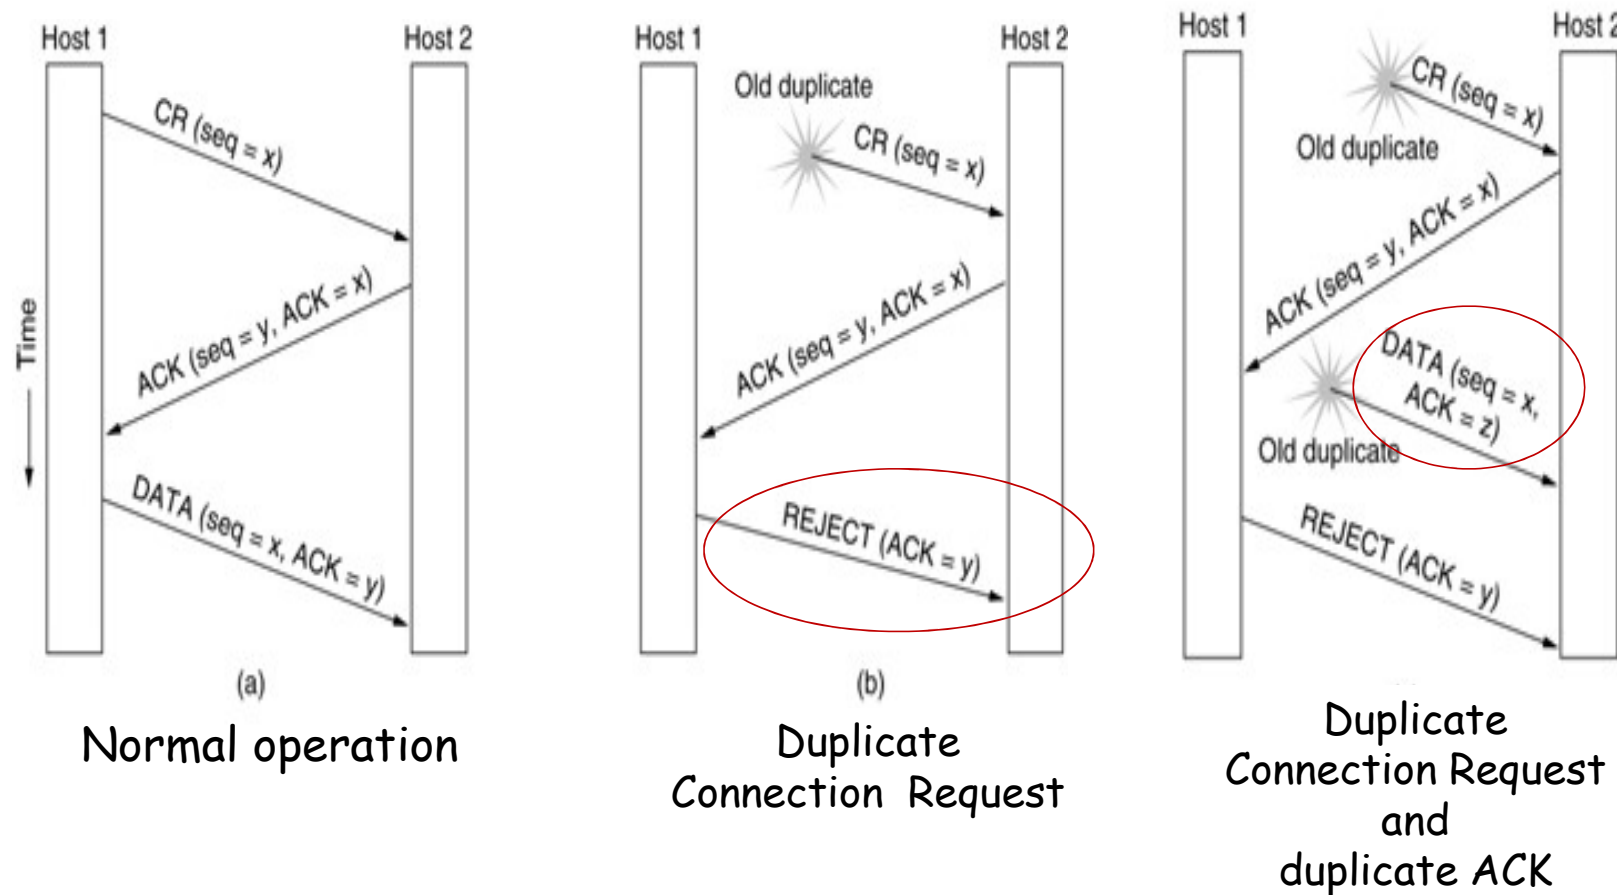 Host 1
Host 2
CR (seq = x)
ACK (seq = y, ACK = x)
Time
DATA (seq = x, ACK = y)
(a)
Normal operation
Host 1
Host 2
Old duplicate
CR (seq = x)
ACK (seq = y, ACK = x)
REJECT (ACK = y)
(b)
Duplicate
Connection Request
Host 1
Host 2
CR (seq = x)
Old duplicate
ACK (seq = y, ACK = x)
DATA (seq = x,
ACK = z)
Old duplicate
REJECT (ACK = y)
Duplicate
Connection Request
and
duplicate ACK